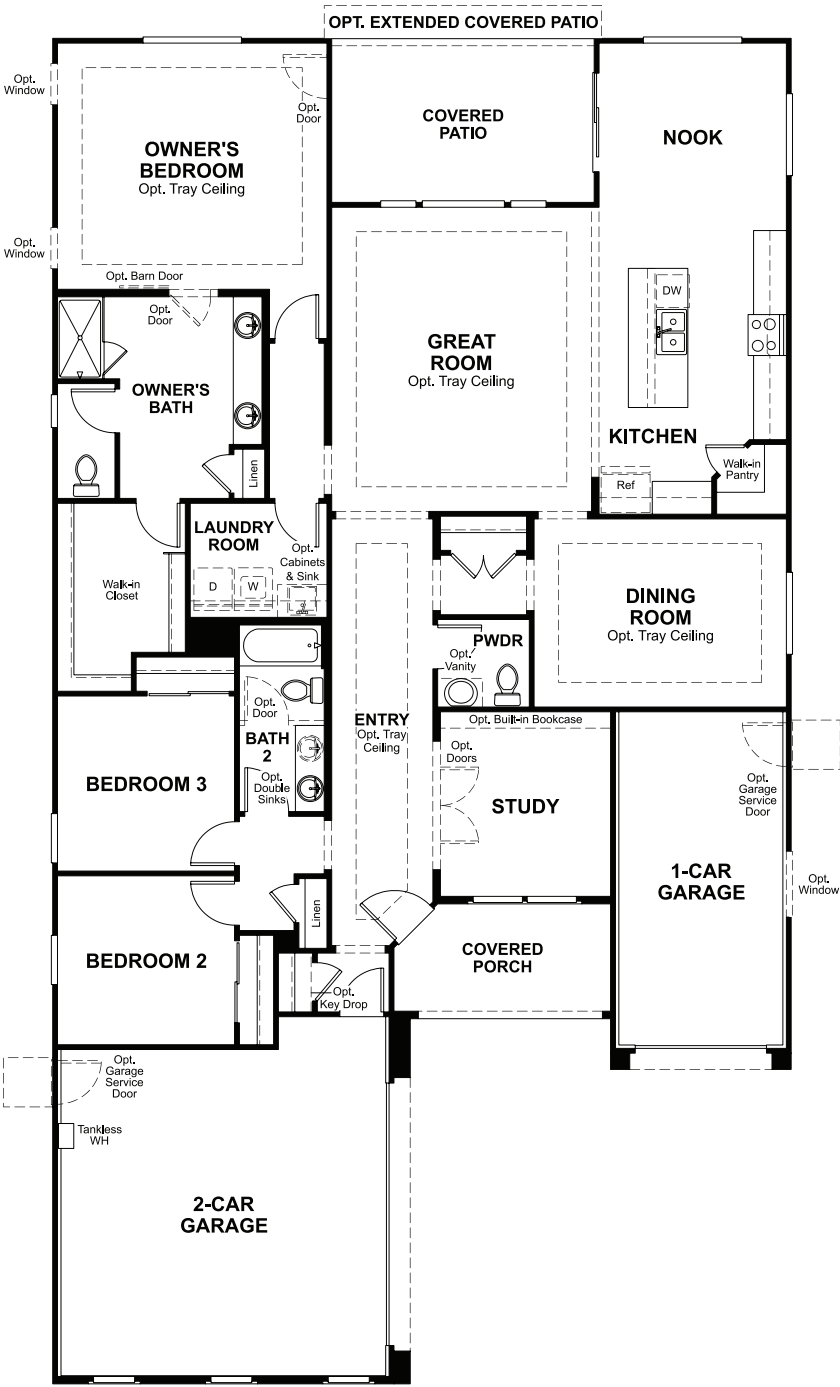 OPT. EXTENDED COVERED PATIO
Opt.
Window
Opt.
Door
COVERED
PATIO
NOOK
OWNER'S
BEDROOM
Opt. Tray Ceiling
Opt.
Window
Opt. Barn Door
Opt.
Door
DW
GREAT
ROOM
Opt. Tray Ceiling
OWNER'S
BATH
KITCHEN
Linen
Walk-in
Pantry
Ref
LAUNDRY
ROOM
Opt.
Cabinets
& Sink
D
W
Walk-in
Closet
DINING
ROOM
Opt. Tray Ceiling
PWDR
Opt.
Vanity
Opt.
Door
BATH
2
Opt.
Double
Sinks
ENTRY
Opt. Tray
Ceiling
Opt. Built-in Bookcase
Opt.
Doors
STUDY
Opt.
Garage
Service
Door
BEDROOM 3
1-CAR
GARAGE
Opt.
Window
Linen
BEDROOM 2
COVERED
PORCH
Opt.
Key Drop
Opt.
Garage
Service
Door
Tankless
WH
2-CAR
GARAGE